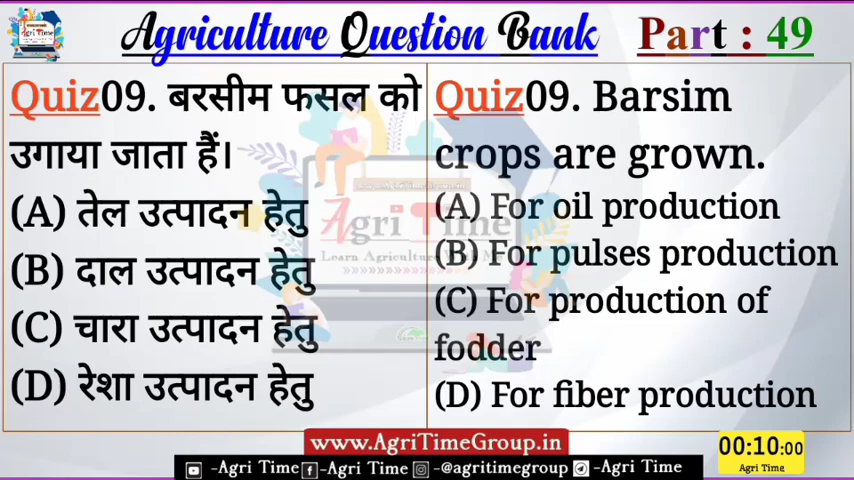 Agriculture Question Bank Part : 49
Quiz09. बरसीम फसल को
उगाया जाता हैं।
(A) तेल उत्पादन हेतु
(B) दाल उत्पादन हेतु
(C) चारा उत्पादन हेतु
(D) रेशा उत्पादन हेतु
Quiz09. Barsim
crops are grown.
(A) For oil production
(B) For pulses production
(C) For production of
fodder
(D) For fiber production
Agri Time
Learn Agriculture With Me
www.AgriTimeGroup.in
-Agri Time -Agri Time -@agritimegroup -Agri Time
00:10:00
Agri Time